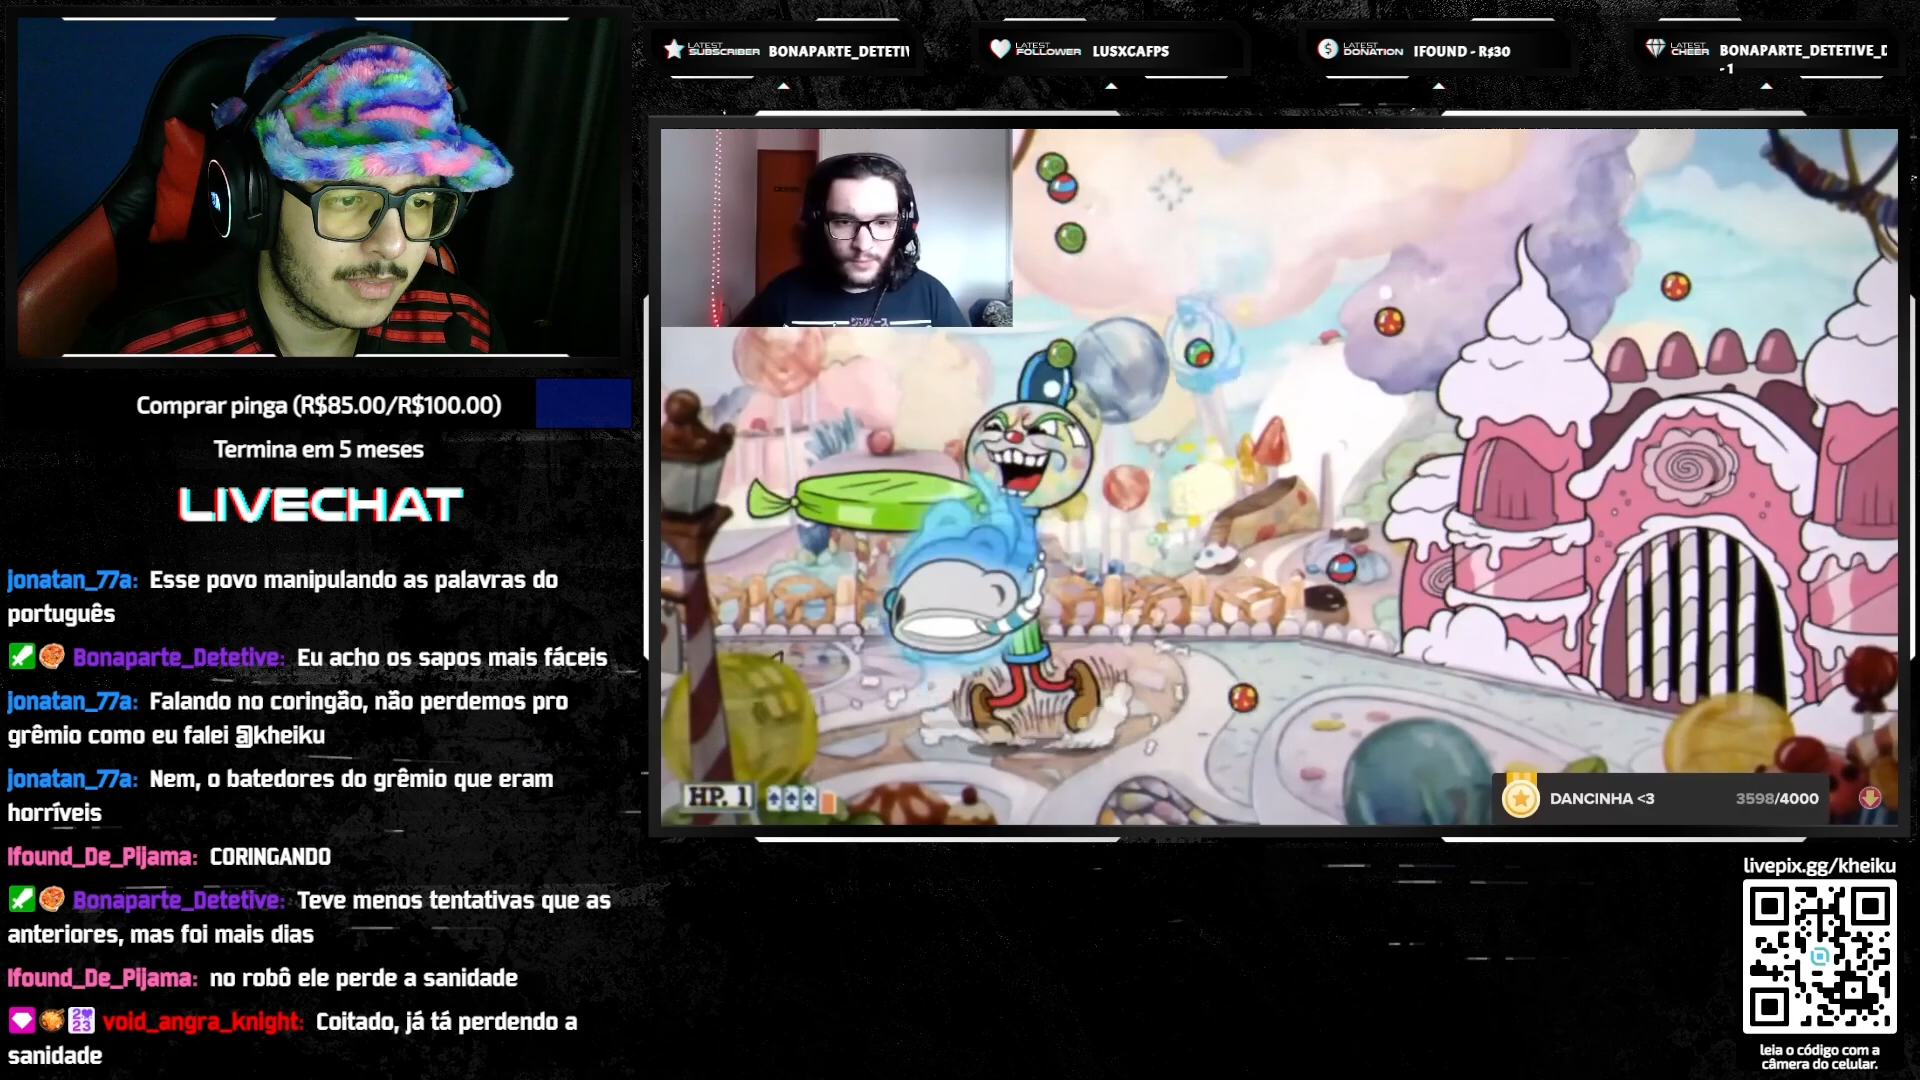 LATEST SUBSCRIBER BONAPARTE_DETETIV
LATEST FOLLOWER LUSXCAFPS
LATEST DONATION IFOUND - R$30
LATEST CHEER BONAPARTE_DETETIVE_D
- 1
Comprar pinga (R$85.00/R$100.00)
Termina em 5 meses
LIVECHAT
jonatan_77a: Esse povo manipulando as palavras do
português
Bonaparte_Detetive: Eu acho os sapos mais fáceis
jonatan_77a: Falando no coringão, não perdemos pro
grêmio como eu falei @kheiku
jonatan_77a: Nem, o batedores do grêmio que eram
horríveis
Ifound_De_Pijama: CORINGANDO
Bonaparte_Detetive: Teve menos tentativas que as
anteriores, mas foi mais dias
Ifound_De_Pijama: no robô ele perde a sanidade
2023 void_angra_knight: Coitado, já tá perdendo a
sanidade
HP. 1
DANCINHA <3 3598/4000
livepix.gg/kheiku
leia o código com a
câmera do celular.